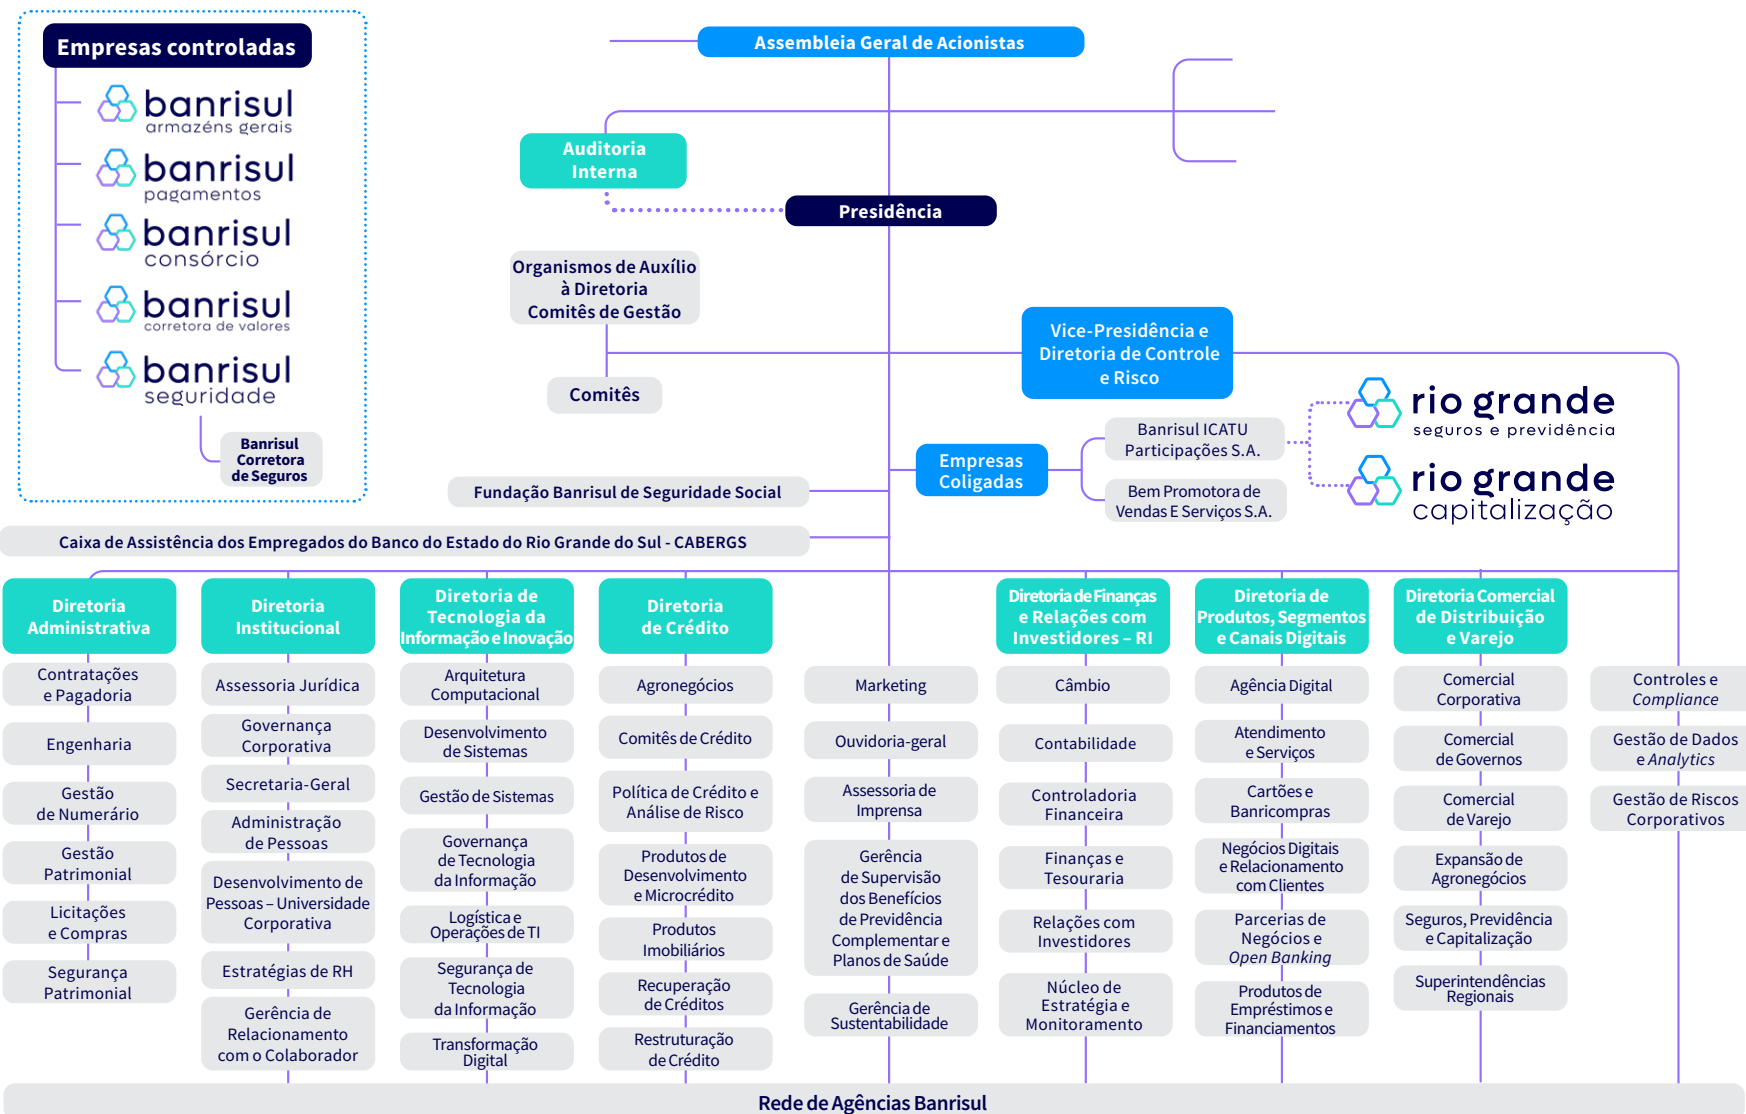 Empresas controladas
banrisul
armazéns gerais
banrisul
pagamentos
banrisul
consórcio
banrisul
corretora de valores
banrisul
seguridade
Banrisul
Corretora
de Seguros
Assembleia Geral de Acionistas
Auditoria
Interna
Presidência
Organismos de Auxílio
à Diretoria
Comitês de Gestão
Comitês
Vice-Presidência e
Diretoria de Controle
e Risco
Empresas
Coligadas
Banrisul ICATU
Participações S.A.
Bem Promotora de
Vendas E Serviços S.A.
rio grande
seguros e previdência
rio grande
capitalização
Fundação Banrisul de Seguridade Social
Caixa de Assistência dos Empregados do Banco do Estado do Rio Grande do Sul - CABERGS
Diretoria
Administrativa
Contratações
e Pagadoria
Engenharia
Gestão
de Numerário
Gestão
Patrimonial
Licitações
e Compras
Segurança
Patrimonial
Diretoria
Institucional
Assessoria Jurídica
Governança
Corporativa
Secretaria-Geral
Administração
de Pessoas
Desenvolvimento de
Pessoas – Universidade
Corporativa
Estratégias de RH
Gerência de
Relacionamento
com o Colaborador
Diretoria de
Tecnologia da
Informação e Inovação
Arquitetura
Computacional
Desenvolvimento
de Sistemas
Gestão de Sistemas
Governança
de Tecnologia
da Informação
Logística e
Operações de TI
Segurança de
Tecnologia
da Informação
Transformação
Digital
Diretoria
de Crédito
Agronegócios
Comitês de Crédito
Política de Crédito e
Análise de Risco
Produtos de
Desenvolvimento
e Microcrédito
Produtos
Imobiliários
Recuperação
de Créditos
Restruturação
de Crédito
Marketing
Ouvidoria-geral
Assessoria de
Imprensa
Gerência
de Supervisão
dos Benefícios
de Previdência
Complementar e
Planos de Saúde
Gerência de
Sustentabilidade
Diretoria de Finanças
e Relações com
Investidores – RI
Câmbio
Contabilidade
Controladoria
Financeira
Finanças e
Tesouraria
Relações com
Investidores
Núcleo de
Estratégia e
Monitoramento
Diretoria de
Produtos, Segmentos
e Canais Digitais
Agência Digital
Atendimento
e Serviços
Cartões e
Banricompras
Negócios Digitais
e Relacionamento
com Clientes
Parcerias de
Negócios e
Open Banking
Produtos de
Empréstimos e
Financiamentos
Diretoria Comercial
de Distribuição
e Varejo
Comercial
Corporativa
Comercial
de Governos
Comercial
de Varejo
Expansão de
Agronegócios
Seguros, Previdência
e Capitalização
Superintendências
Regionais
Controles e
Compliance
Gestão de Dados
e Analytics
Gestão de Riscos
Corporativos
Rede de Agências Banrisul